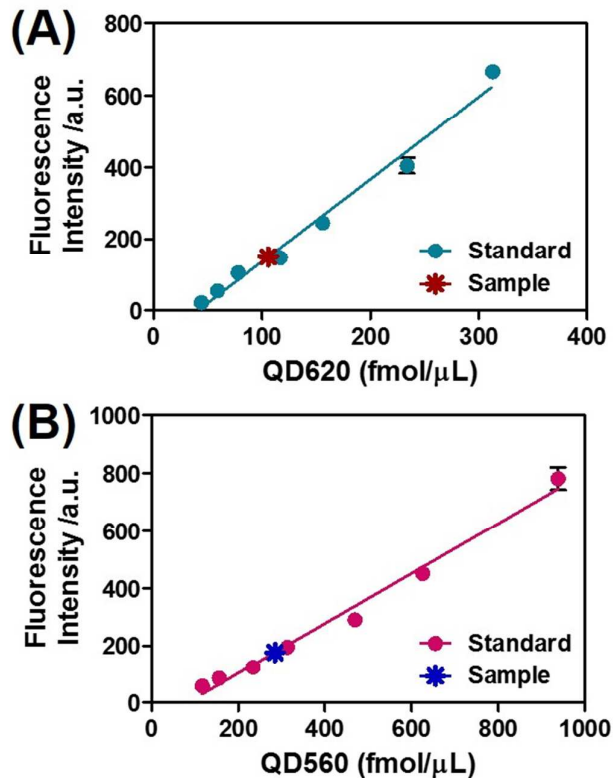 (A)
Fluorescence
Intensity /a.u.
800
600
400
200
0
0 100 200 300 400
QD620 (fmol/μL)
Standard
Sample
(B)
Fluorescence
Intensity /a.u.
1000
800
600
400
200
0
0 200 400 600 800 1000
QD560 (fmol/μL)
Standard
Sample